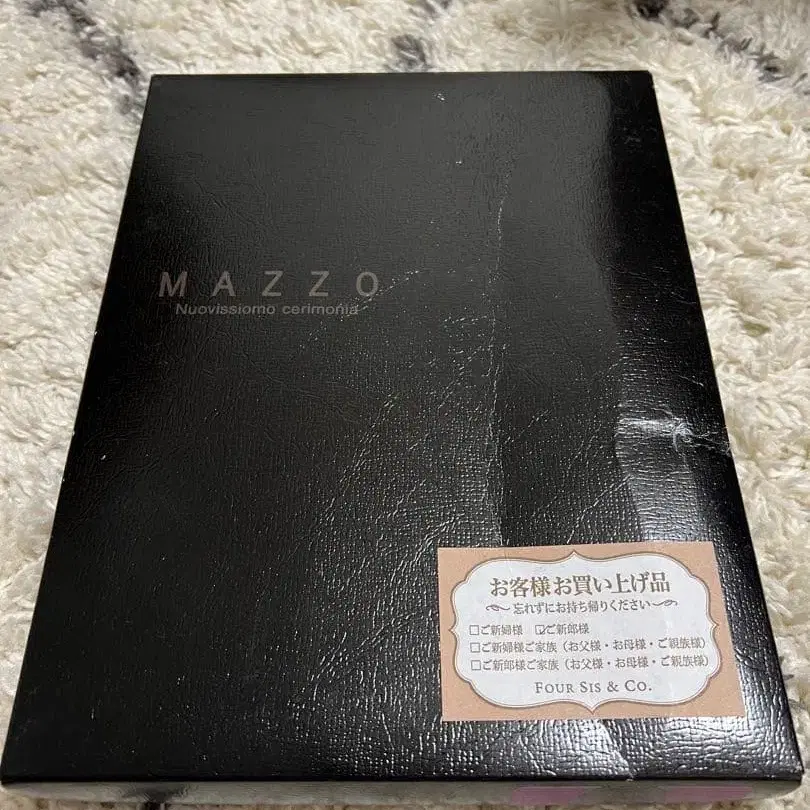 MAZZO
Nuovissiomo cerimonia
お客様お買い上げ品
～忘れずにお持ち帰りください～
□ご新婦様 ☑ご新郎様
□ご新婦様ご家族（お父様・お母様・ご親族様）
□ご新郎様ご家族（お父様・お母様・ご親族様）
FOUR SIS & CO.